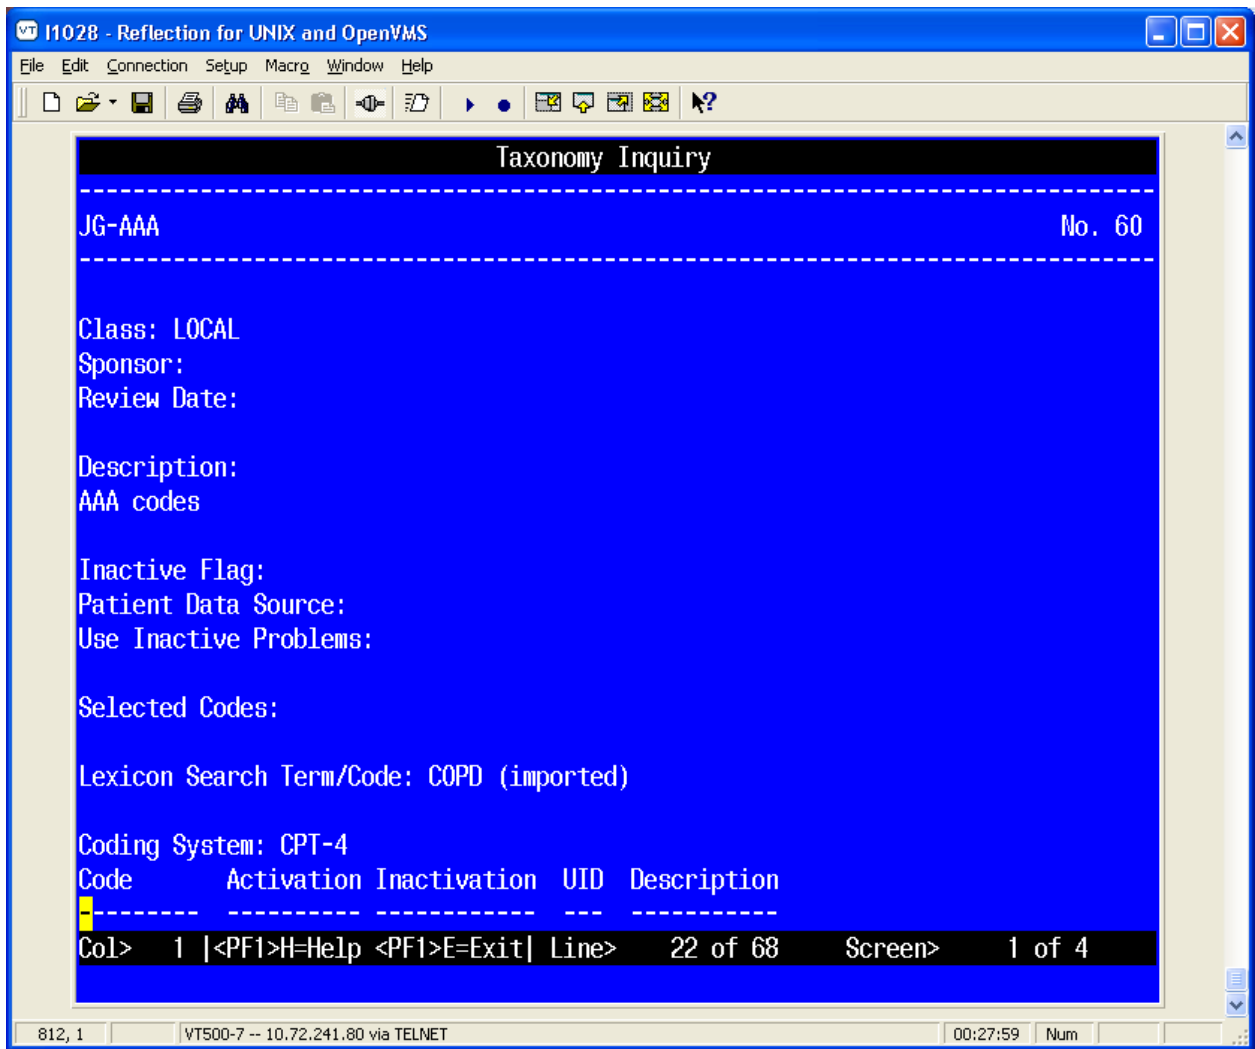 VT I1028 - Reflection for UNIX and OpenVMS
File Edit Connection Setup Macro Window Help
Taxonomy Inquiry
--------------------------------------------------------------------------------
JG-AAA No. 60
--------------------------------------------------------------------------------
Class: LOCAL
Sponsor:
Review Date:
Description:
AAA codes
Inactive Flag:
Patient Data Source:
Use Inactive Problems:
Selected Codes:
Lexicon Search Term/Code: COPD (imported)
Coding System: CPT-4
Code Activation Inactivation UID Description
--------- ---------- ------------ --- -----------
Col> 1 |<PF1>H=Help <PF1>E=Exit| Line> 22 of 68 Screen> 1 of 4
812, 1 VT500-7 -- 10.72.241.80 via TELNET 00:27:59 Num